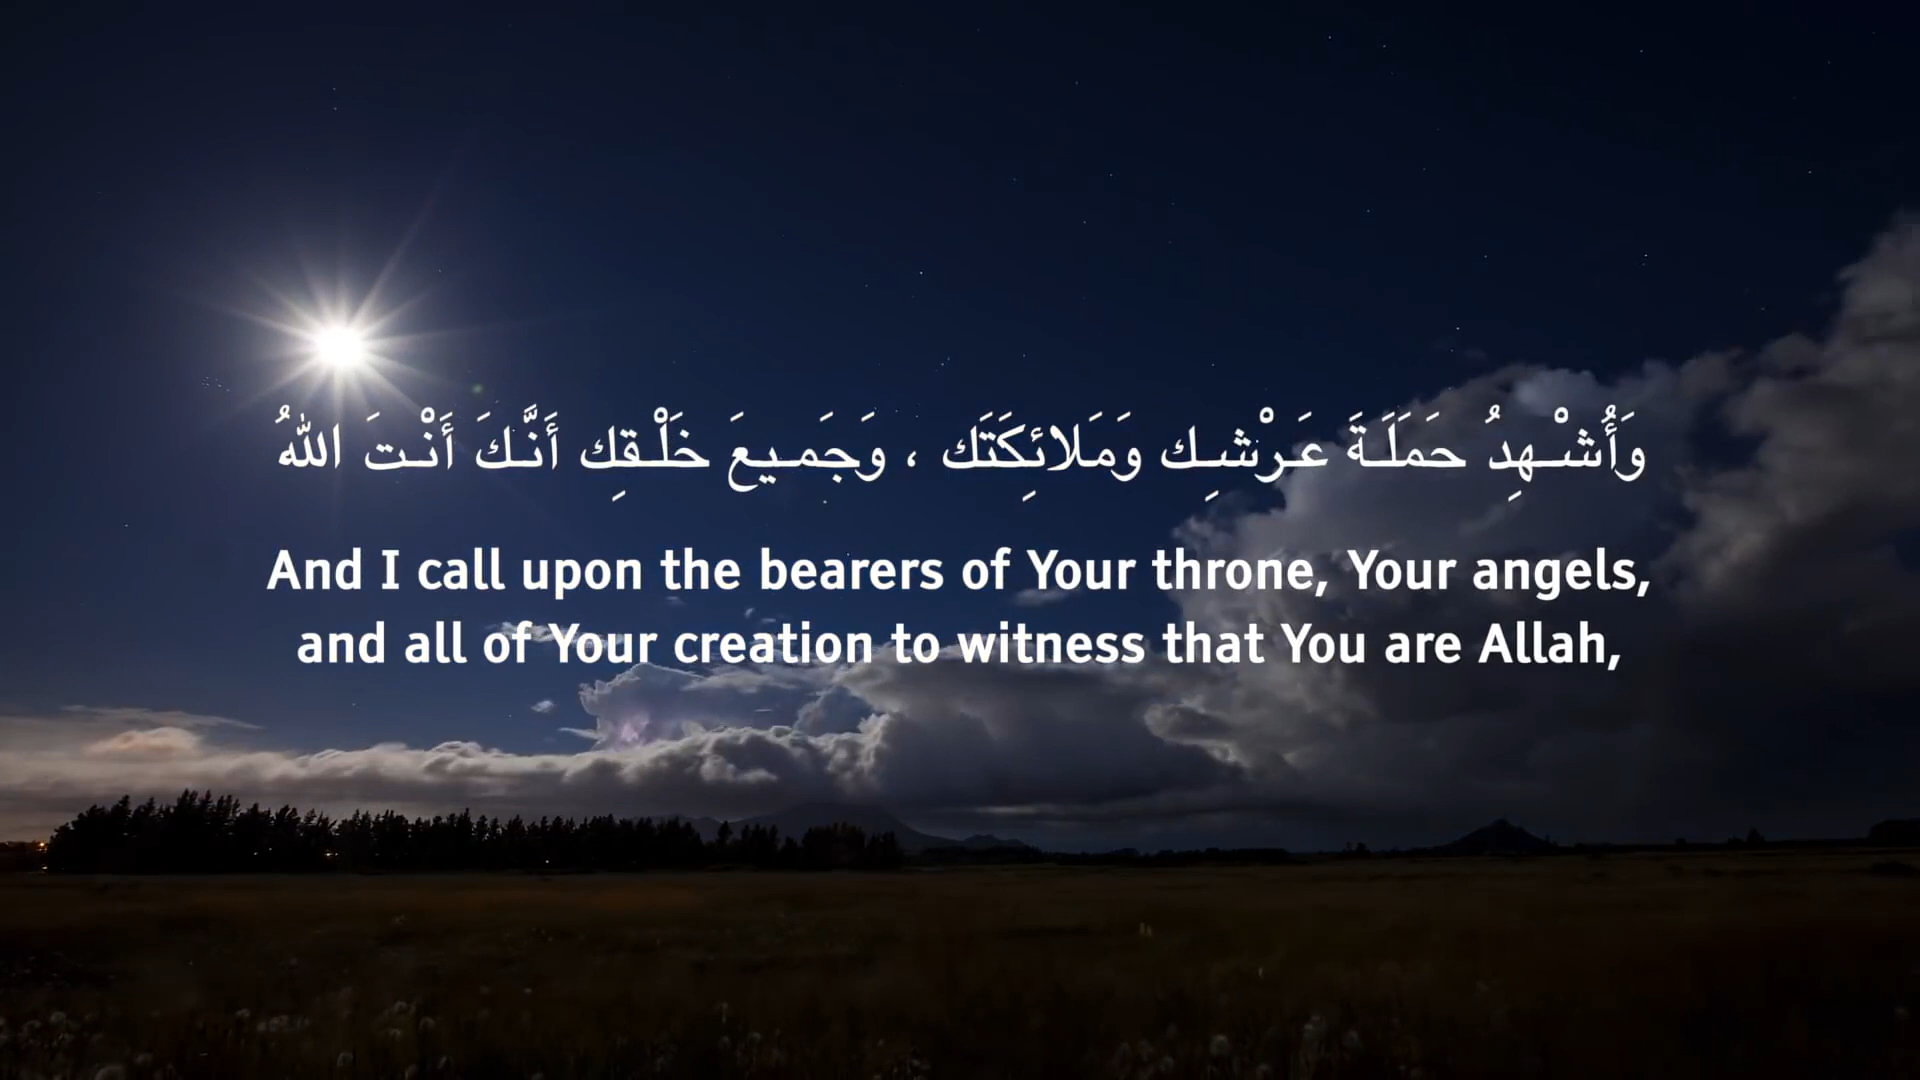 وَأُشْـهِدُ حَمَلَـةَ عَـرْشِـك وَمَلائِكَتَك ، وَجَمـيعَ خَلْـقِك أَنَّـكَ أَنْـتَ اللهُ
And I call upon the bearers of Your throne, Your angels,
and all of Your creation to witness that You are Allah,